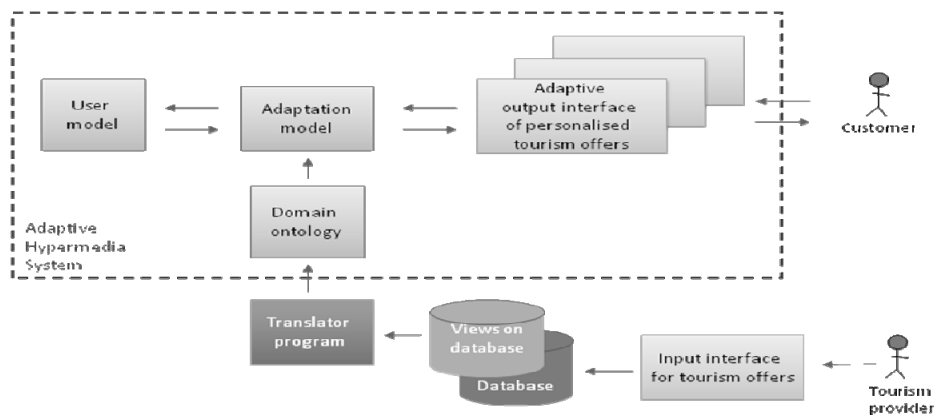 User
model
Adaptation
model
Adaptive
output interface
of personalised
tourism offers
Customer
Domain
ontology
Adaptive
Hypermedia
System
Translator
program
Views on
database
Database
Input interface
for tourism offers
Tourism
provider